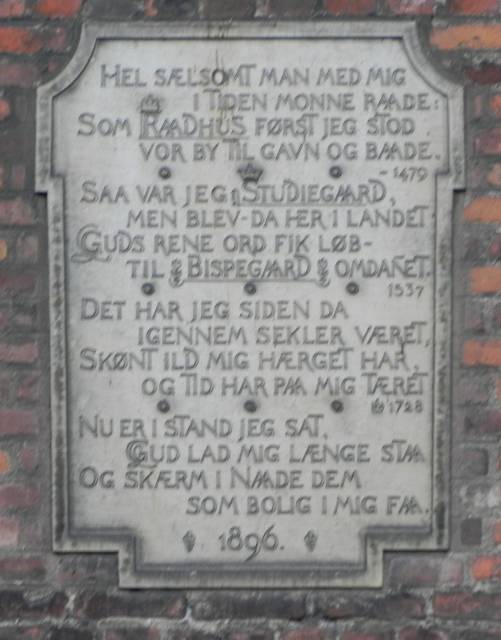 HEL SÆLSOMT MAN MED MIG
I TIDEN MONNE RAADE:
SOM RAADHUS FØRST JEG STOD
VOR BY TIL GAVN OG BAADE.
-1479
SAA VAR JEG STUDIEGAARD,
MEN BLEV-DA HER I LANDET
GUDS RENE ORD FIK LØB-
TIL BISPEGAARD OMDANET.
1537
DET HAR JEG SIDEN DA
IGENNEM SEKLER VÆRET,
SKØNT ILD MIG HÆRGET HAR,
OG TID HAR PAA MIG TÆRET
1728
NU ER I STAND JEG SAT,
GUD LAD MIG LÆNGE STAA
OG SKÆRM I NAADE DEM
SOM BOLIG I MIG FAA.
1896.